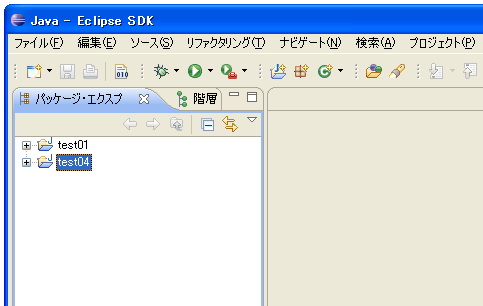 Java - Eclipse SDK
ファイル(F) 編集(E) ソース(S) リファクタリング(T) ナビゲート(N) 検索(A) プロジェクト(P)
010
パッケージ・エクスプ 階層
test01
test04